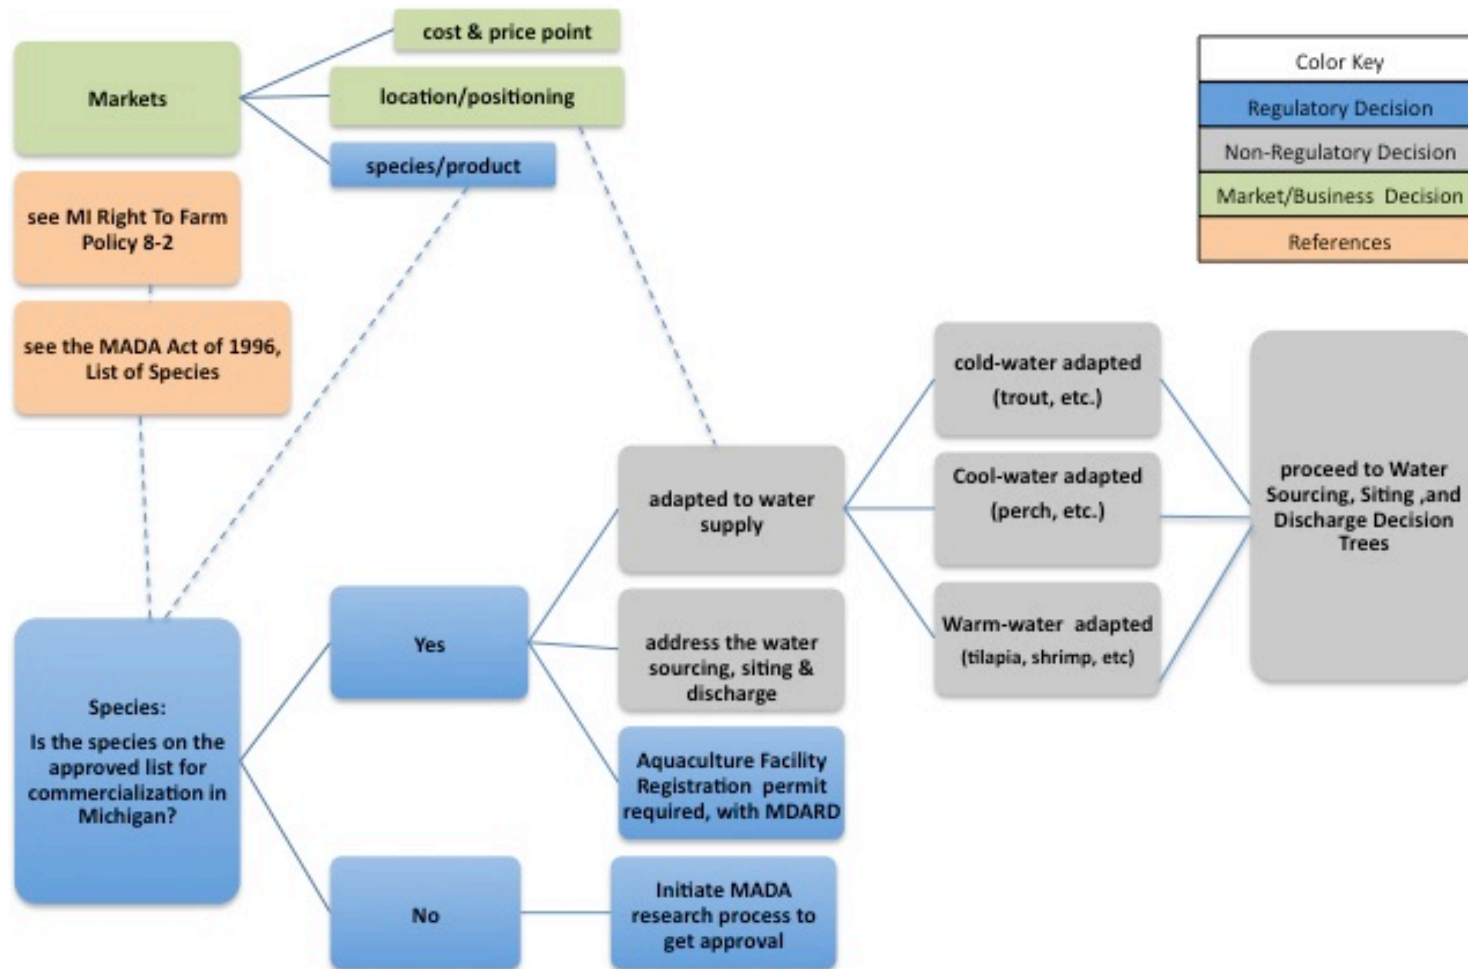 cost & price point
Markets
location/positioning
species/product
see MI Right To Farm
Policy 8-2
see the MADA Act of 1996,
List of Species
Color Key
Regulatory Decision
Non-Regulatory Decision
Market/Business Decision
References
Species:
Is the species on the
approved list for
commercialization in
Michigan?
Yes
No
adapted to water
supply
address the water
sourcing, siting &
discharge
Aquaculture Facility
Registration permit
required, with MDARD
Initiate MADA
research process to
get approval
cold-water adapted
(trout, etc.)
Cool-water adapted
(perch, etc.)
Warm-water adapted
(tilapia, shrimp, etc)
proceed to Water
Sourcing, Siting ,and
Discharge Decision
Trees